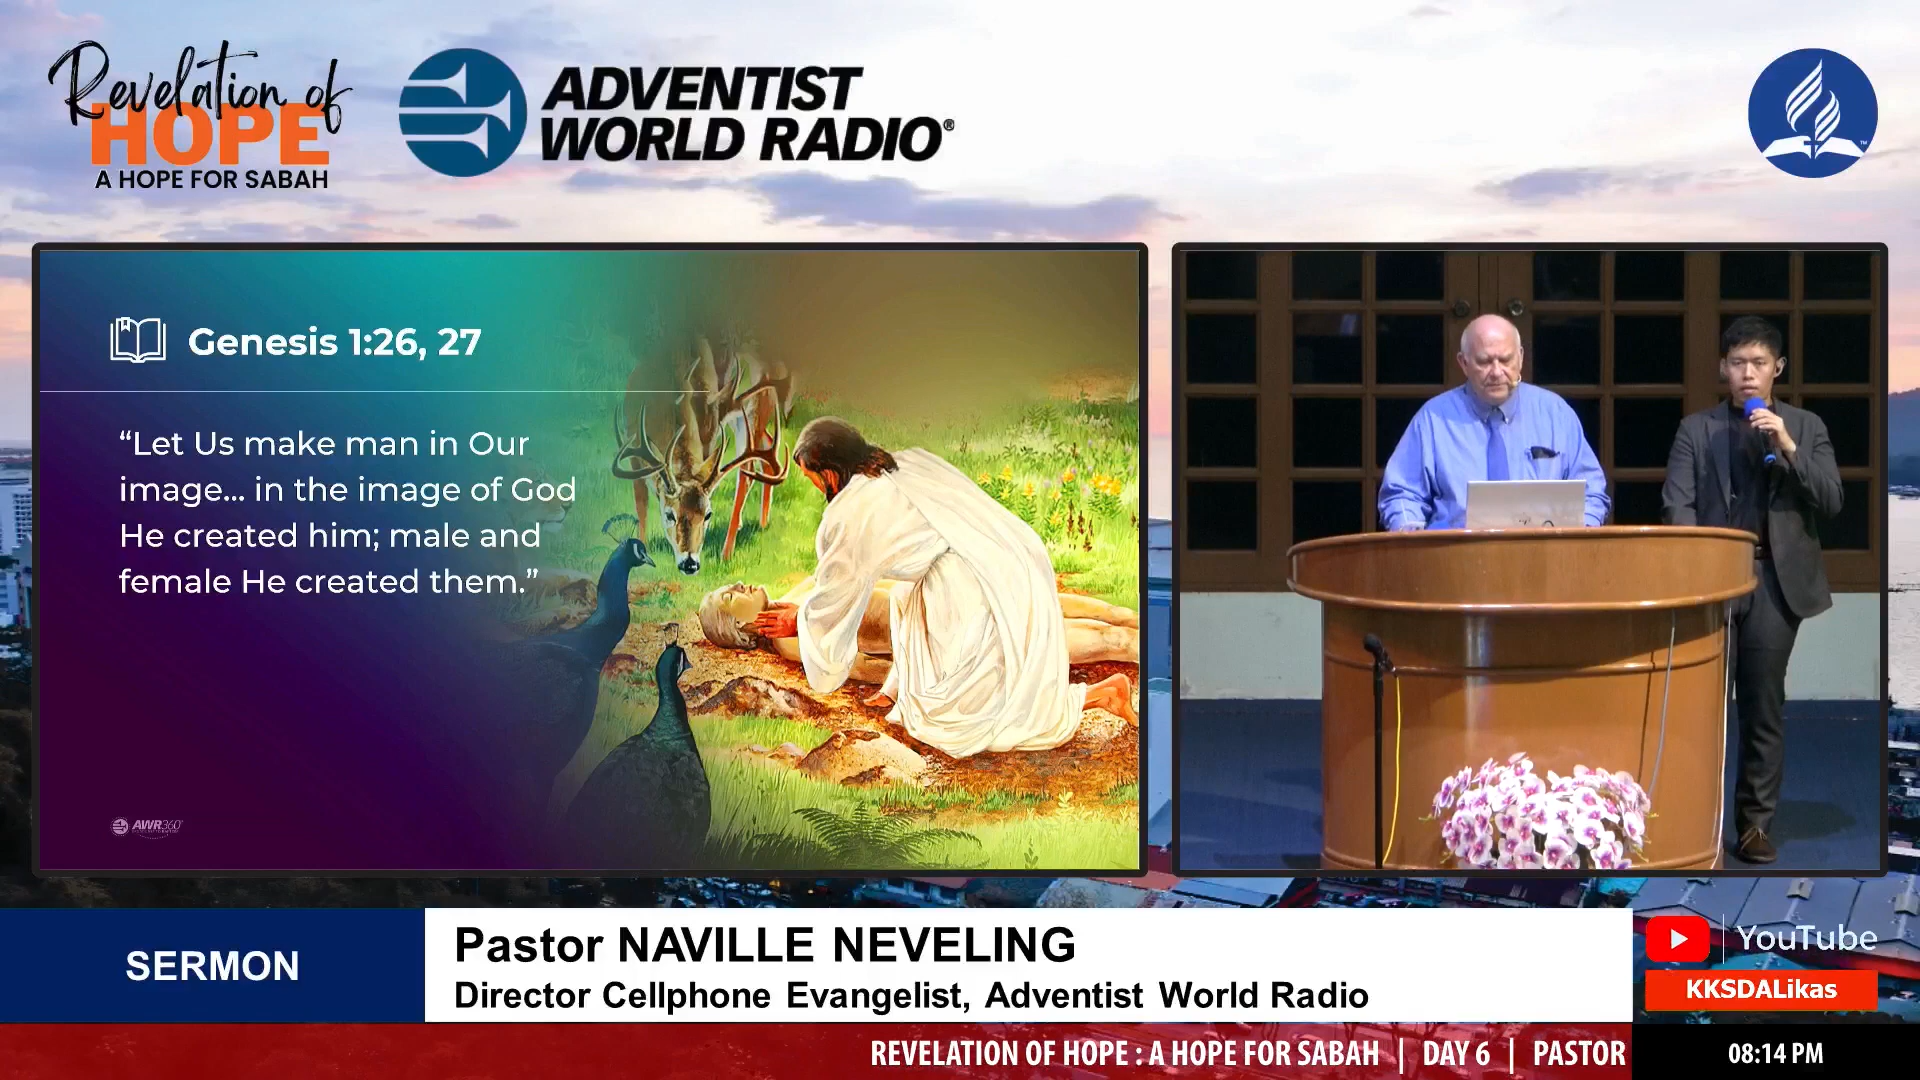 Revelation of
HOPE
A HOPE FOR SABAH
ADVENTIST
WORLD RADIO®
Genesis 1:26, 27
“Let Us make man in Our
image... in the image of God
He created him; male and
female He created them.”
AWR360°
SERMON
Pastor NAVILLE NEVELING
Director Cellphone Evangelist, Adventist World Radio
YouTube
KKSDALikas
REVELATION OF HOPE : A HOPE FOR SABAH | DAY 6 | PASTOR
08:14 PM